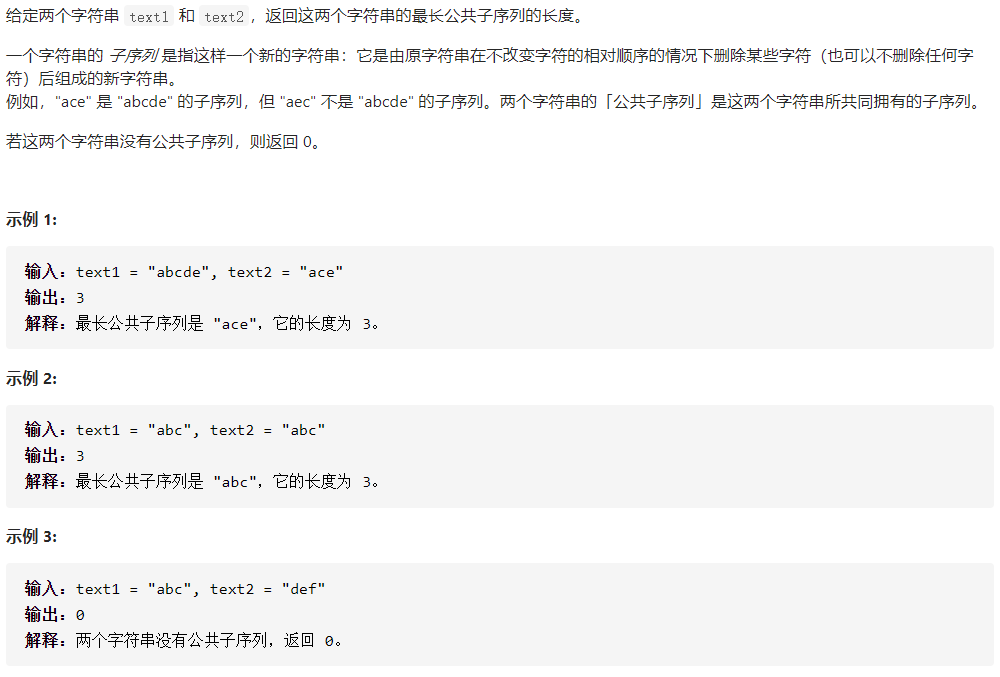 给定两个字符串 text1 和 text2，返回这两个字符串的最长公共子序列的长度。
一个字符串的 子序列 是指这样一个新的字符串：它是由原字符串在不改变字符的相对顺序的情况下删除某些字符（也可以不删除任何字
符）后组成的新字符串。
例如，"ace" 是 "abcde" 的子序列，但 "aec" 不是 "abcde" 的子序列。两个字符串的「公共子序列」是这两个字符串所共同拥有的子序列。
若这两个字符串没有公共子序列，则返回 0。
示例 1:
输入：text1 = "abcde", text2 = "ace"
输出：3
解释：最长公共子序列是 "ace"，它的长度为 3。
示例 2:
输入：text1 = "abc", text2 = "abc"
输出：3
解释：最长公共子序列是 "abc"，它的长度为 3。
示例 3:
输入：text1 = "abc", text2 = "def"
输出：0
解释：两个字符串没有公共子序列，返回 0。